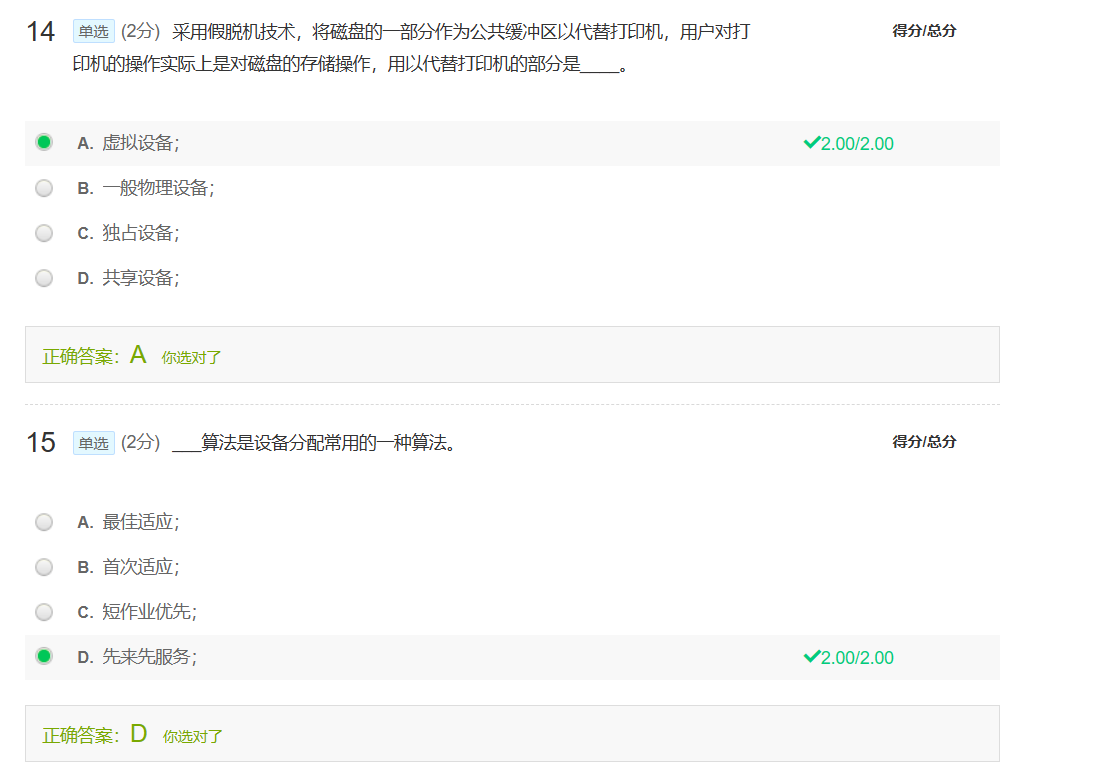 14 单选 (2分) 采用假脱机技术，将磁盘的一部分作为公共缓冲区以代替打印机，用户对打 得分/总分
印机的操作实际上是对磁盘的存储操作，用以代替打印机的部分是____。
A. 虚拟设备； 2.00/2.00
B. 一般物理设备；
C. 独占设备；
D. 共享设备；
正确答案：A 你选对了
15 单选 (2分) ___算法是设备分配常用的一种算法。 得分/总分
A. 最佳适应；
B. 首次适应；
C. 短作业优先；
D. 先来先服务； 2.00/2.00
正确答案：D 你选对了